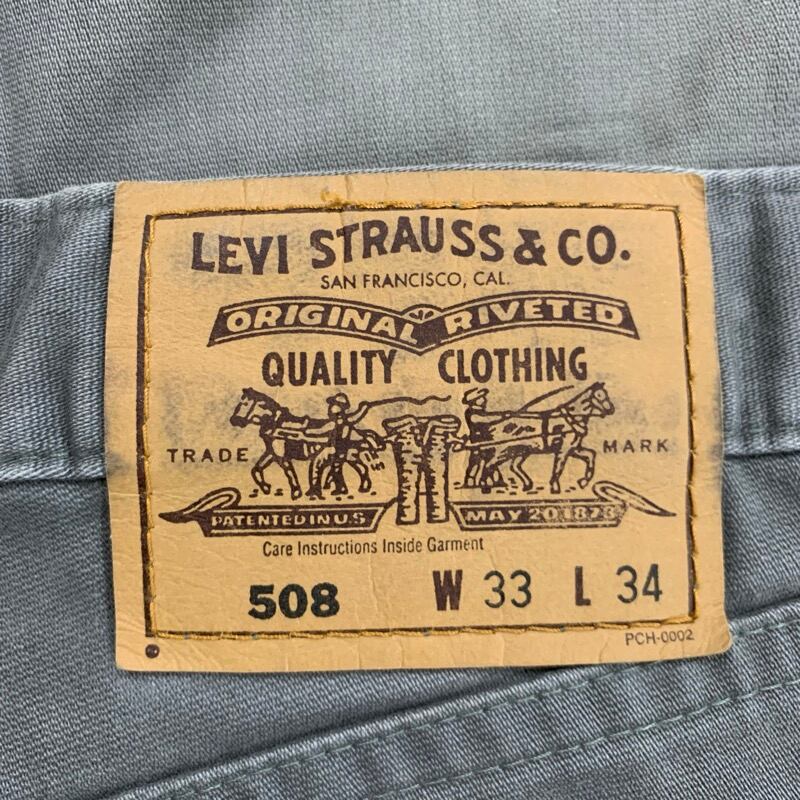 LEVI STRAUSS & CO.
SAN FRANCISCO, CAL.
ORIGINAL RIVETED
QUALITY CLOTHING
TRADE MARK
PATENTED IN U.S. MAY 20 1873
Care Instructions Inside Garment
508 W 33 L 34
PCH-0002